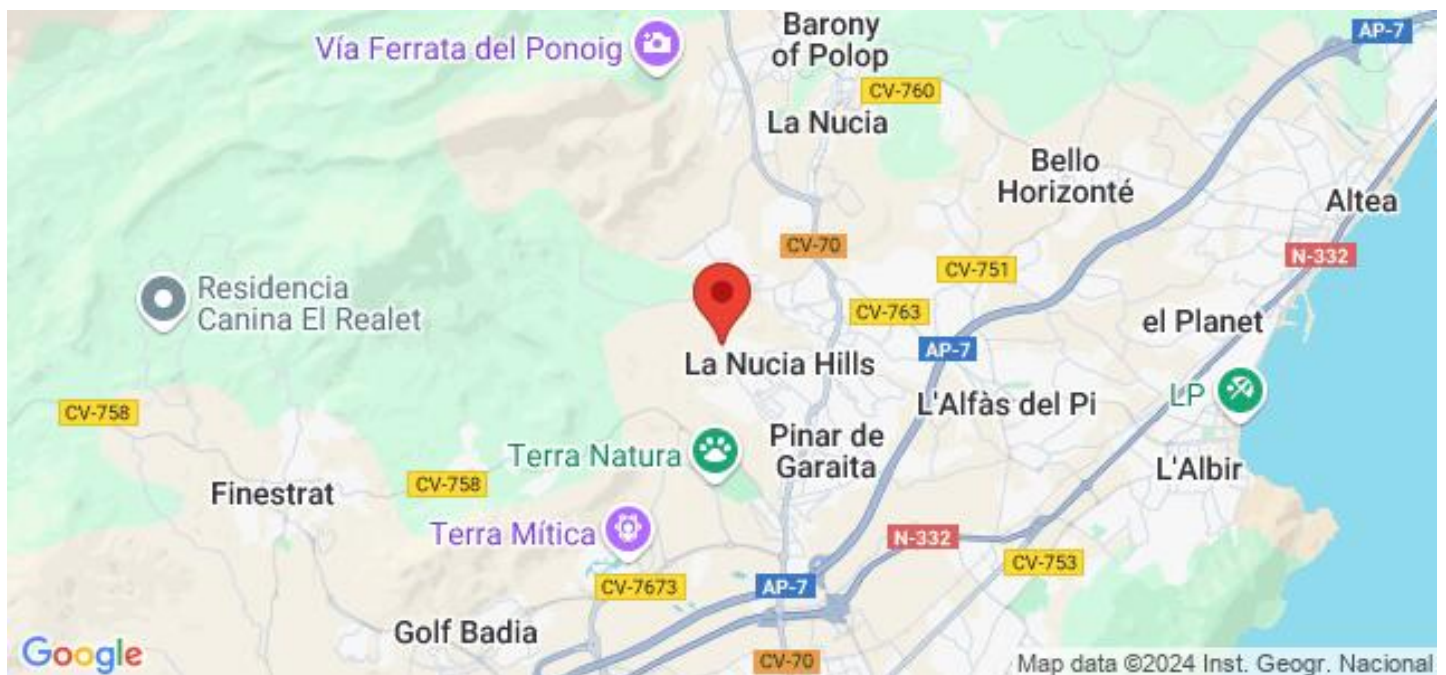 Barony
of Polop
AP-7
Vía Ferrata del Ponoig
CV-760
La Nucia
Bello
Horizonté
Altea
CV-70
N-332
CV-751
Residencia
Canina El Realet
CV-763
el Planet
AP-7
La Nucia Hills
LP
L'Alfàs del Pi
CV-758
Pinar de
Garaita
Terra Natura
L'Albir
CV-758
Finestrat
Terra Mítica
N-332
CV-753
CV-7673
AP-7
Golf Badia
Google
CV-70
Map data ©2024 Inst. Geogr. Nacional